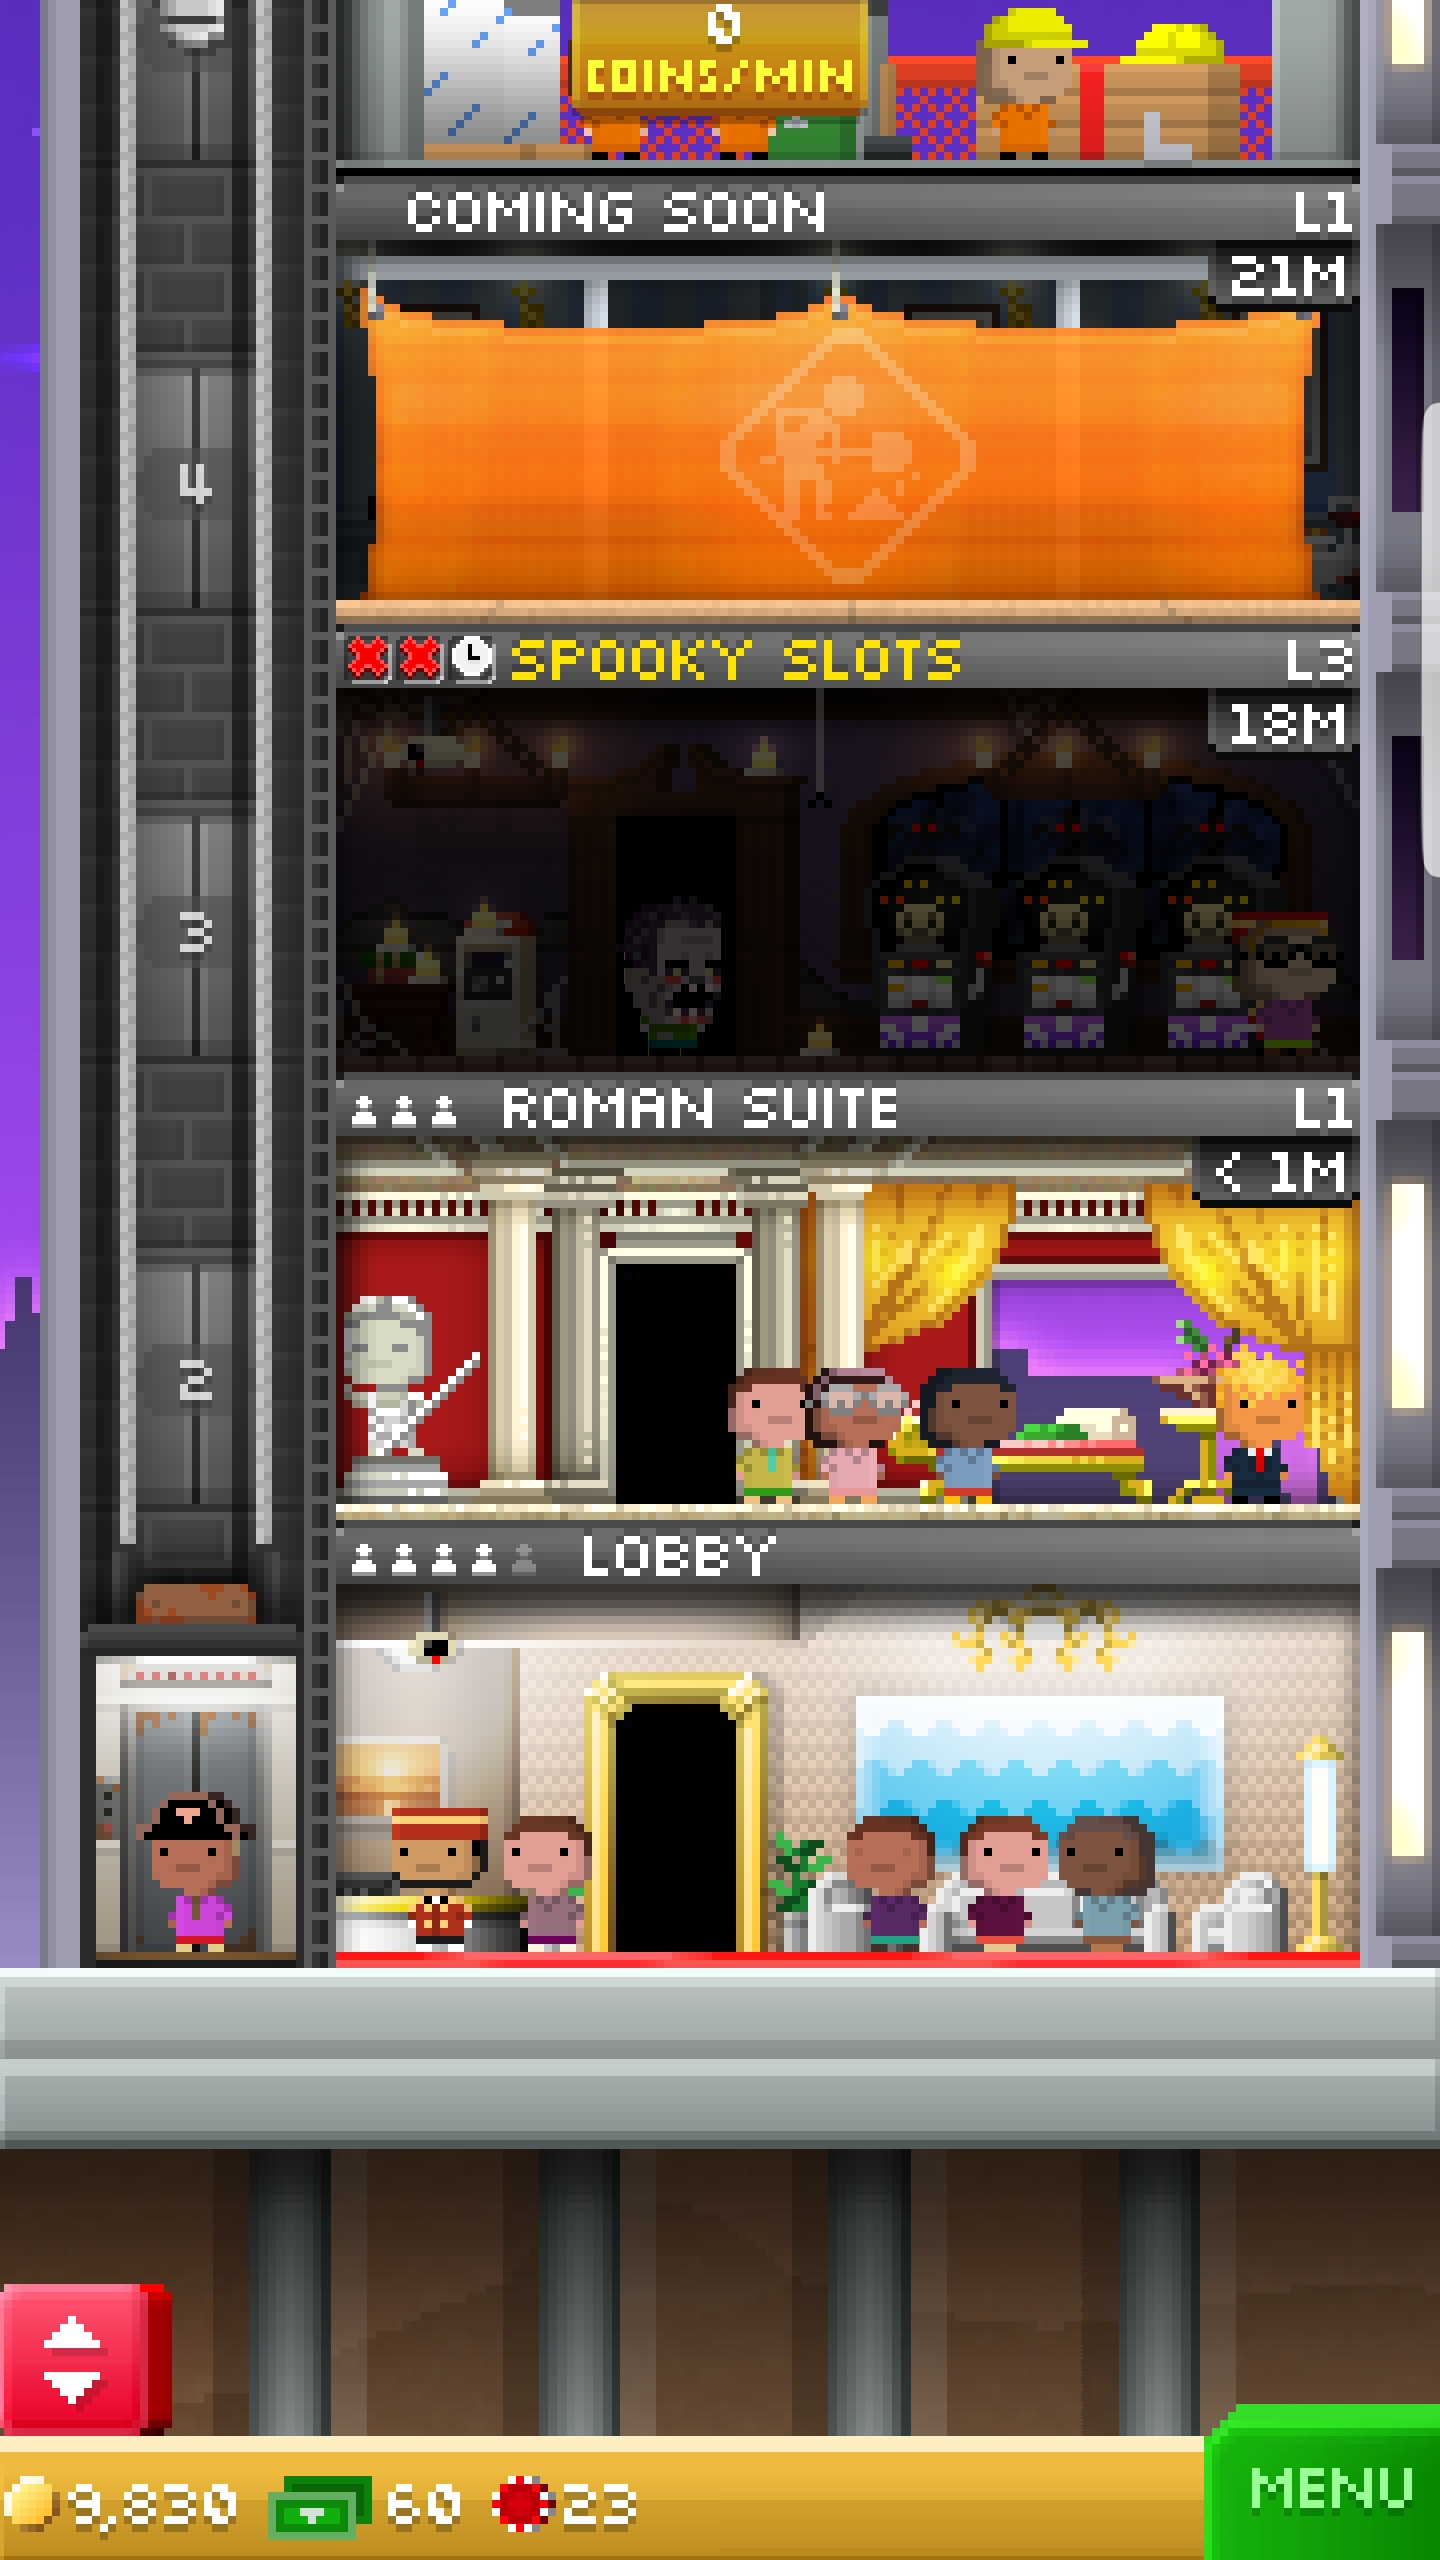 0
COINS/MIN
COMING SOON L1
21M
4
SPOOKY SLOTS L3
18M
3
ROMAN SUITE L1
< 1M
2
LOBBY
9,830 60 23
MENU